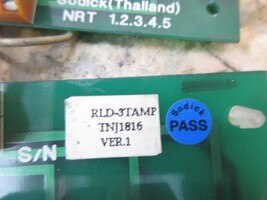 Sodick(Thailand)
NRT 1.2.3.4.5
RLD-3TAMP
TNJ1816
VER.1
Sodick
PASS
S/N